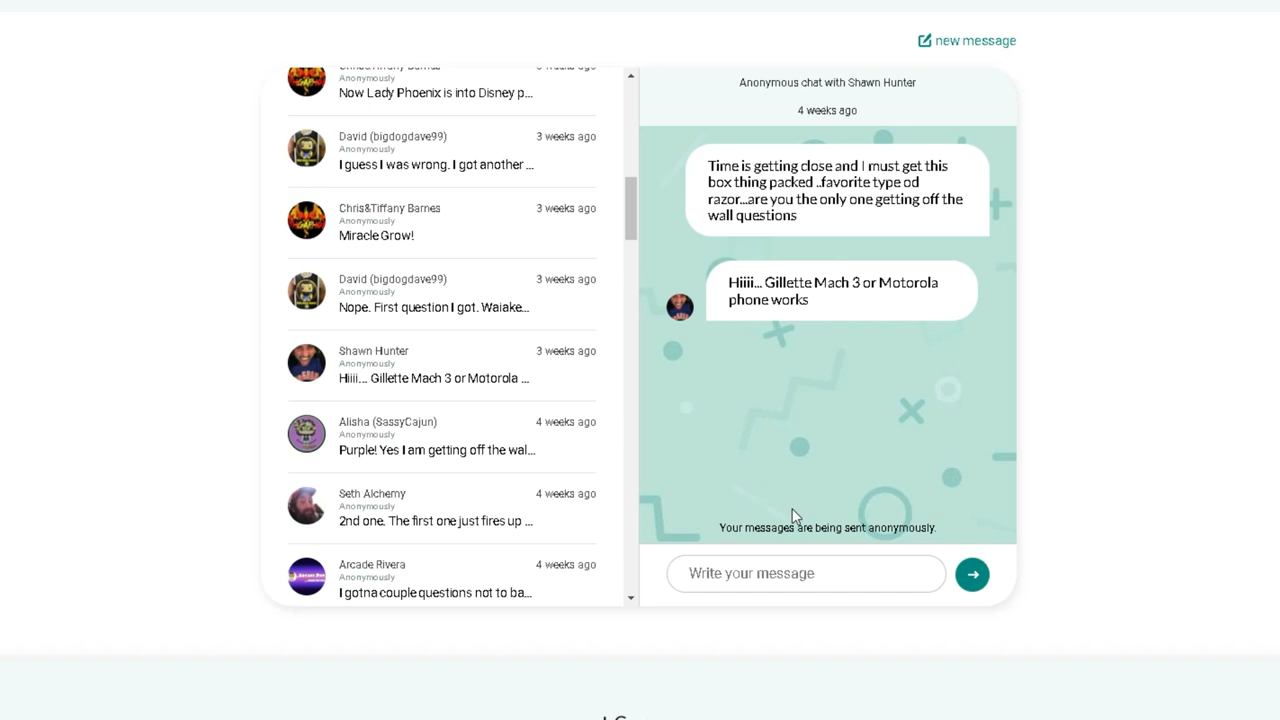 new message
Anonymously
Now Lady Phoenix is into Disney p...
David (bigdogdave99)
3 weeks ago
Anonymously
I guess I was wrong. I got another ...
Chris&Tiffany Barnes
3 weeks ago
Anonymously
Miracle Grow!
David (bigdogdave99)
3 weeks ago
Anonymously
Nope. First question I got. Waiake...
Shawn Hunter
3 weeks ago
Anonymously
Hiiii... Gillette Mach 3 or Motorola ...
Alisha (SassyCajun)
4 weeks ago
Anonymously
Purple! Yes I am getting off the wal...
Seth Alchemy
4 weeks ago
Anonymously
2nd one. The first one just fires up ...
Arcade Rivera
4 weeks ago
Anonymously
I gotna couple questions not to ba...
Anonymous chat with Shawn Hunter
4 weeks ago
Time is getting close and I must get this
box thing packed ..favorite type od
razor...are you the only one getting off the
wall questions
Hiiii... Gillette Mach 3 or Motorola
phone works
Your messages are being sent anonymously.
Write your message